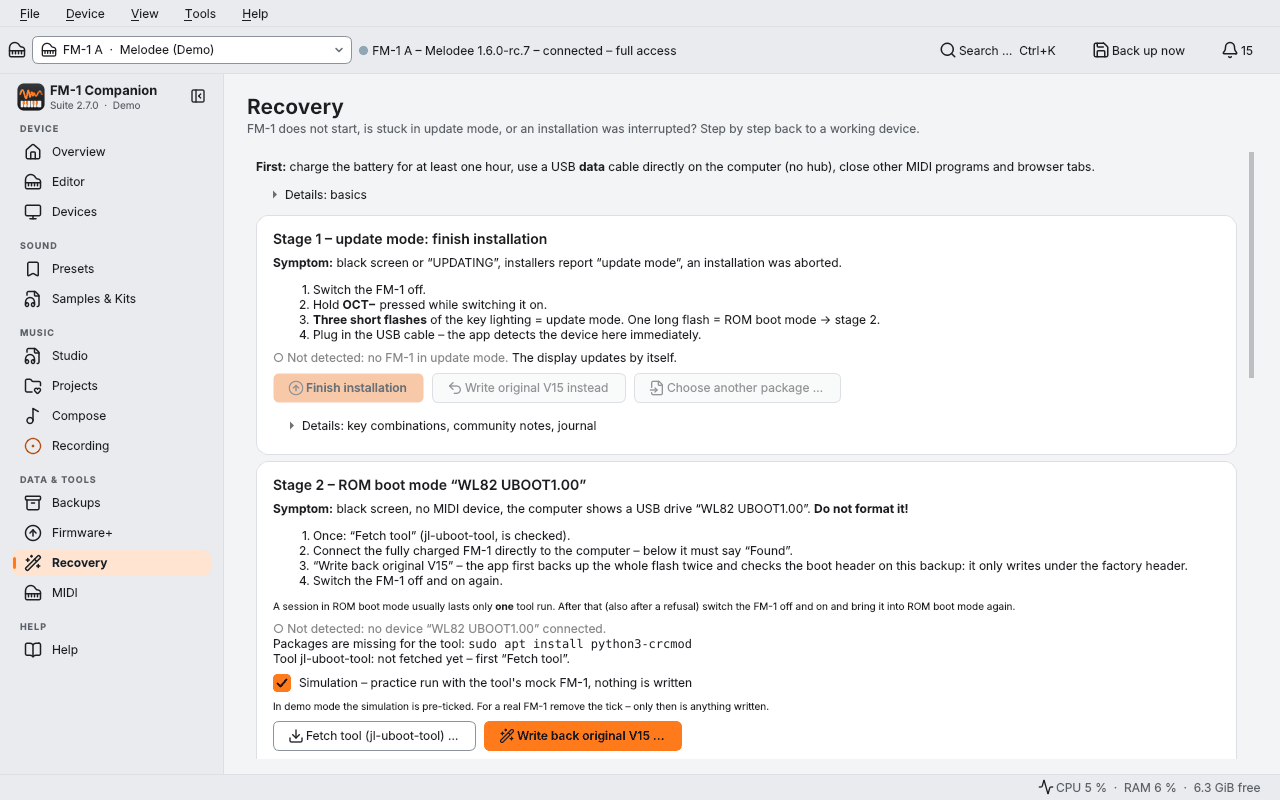 File Device View Tools Help
FM-1 A · Melodee (Demo)
FM-1 A – Melodee 1.6.0-rc.7 – connected – full access
Search ... Ctrl+K
Back up now
15
FM-1 Companion
Suite 2.7.0 · Demo
DEVICE
Overview
Editor
Devices
SOUND
Presets
Samples & Kits
MUSIC
Studio
Projects
Compose
Recording
DATA & TOOLS
Backups
Firmware+
Recovery
MIDI
HELP
Help
Recovery
FM-1 does not start, is stuck in update mode, or an installation was interrupted? Step by step back to a working device.
First: charge the battery for at least one hour, use a USB data cable directly on the computer (no hub), close other MIDI programs and browser tabs.
Details: basics
Stage 1 – update mode: finish installation
Symptom: black screen or “UPDATING”, installers report “update mode”, an installation was aborted.
1. Switch the FM-1 off.
2. Hold OCT− pressed while switching it on.
3. Three short flashes of the key lighting = update mode. One long flash = ROM boot mode → stage 2.
4. Plug in the USB cable – the app detects the device here immediately.
○ Not detected: no FM-1 in update mode. The display updates by itself.
Finish installation
Write original V15 instead
Choose another package ...
Details: key combinations, community notes, journal
Stage 2 – ROM boot mode “WL82 UBOOT1.00”
Symptom: black screen, no MIDI device, the computer shows a USB drive “WL82 UBOOT1.00”. Do not format it!
1. Once: “Fetch tool” (jl-uboot-tool, is checked).
2. Connect the fully charged FM-1 directly to the computer – below it must say “Found”.
3. “Write back original V15” – the app first backs up the whole flash twice and checks the boot header on this backup: it only writes under the factory header.
4. Switch the FM-1 off and on again.
A session in ROM boot mode usually lasts only one tool run. After that (also after a refusal) switch the FM-1 off and on and bring it into ROM boot mode again.
○ Not detected: no device “WL82 UBOOT1.00” connected.
Packages are missing for the tool: sudo apt install python3-crcmod
Tool jl-uboot-tool: not fetched yet – first “Fetch tool”.
Simulation – practice run with the tool's mock FM-1, nothing is written
In demo mode the simulation is pre-ticked. For a real FM-1 remove the tick – only then is anything written.
Fetch tool (jl-uboot-tool) ...
Write back original V15 ...
CPU 5 % · RAM 6 % · 6.3 GiB free